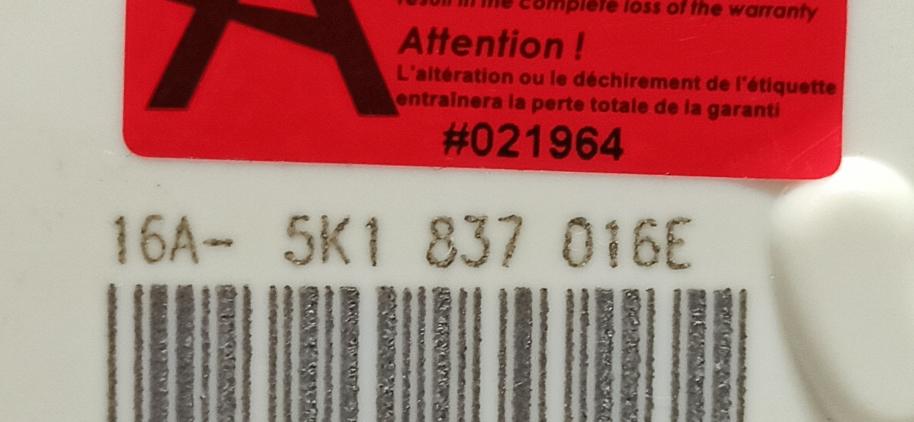 result in the complete loss of the warranty
Attention !
L'altération ou le déchirement de l'étiquette
entraînera la perte totale de la garanti
#021964
16A- 5K1 837 016E